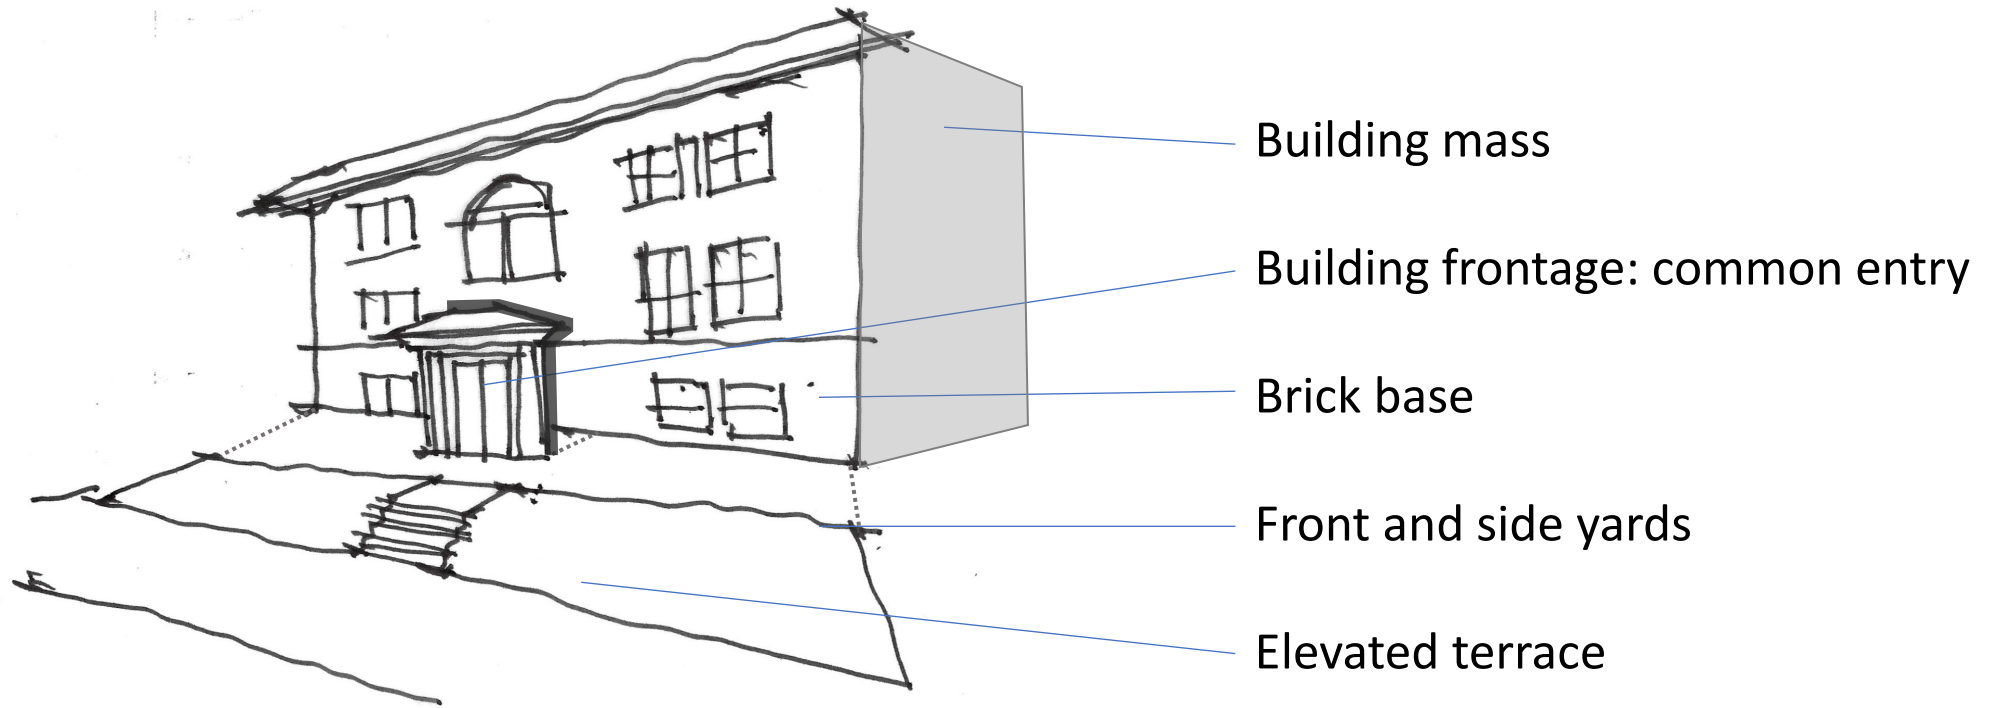 Building mass
Building frontage: common entry
Brick base
Front and side yards
Elevated terrace